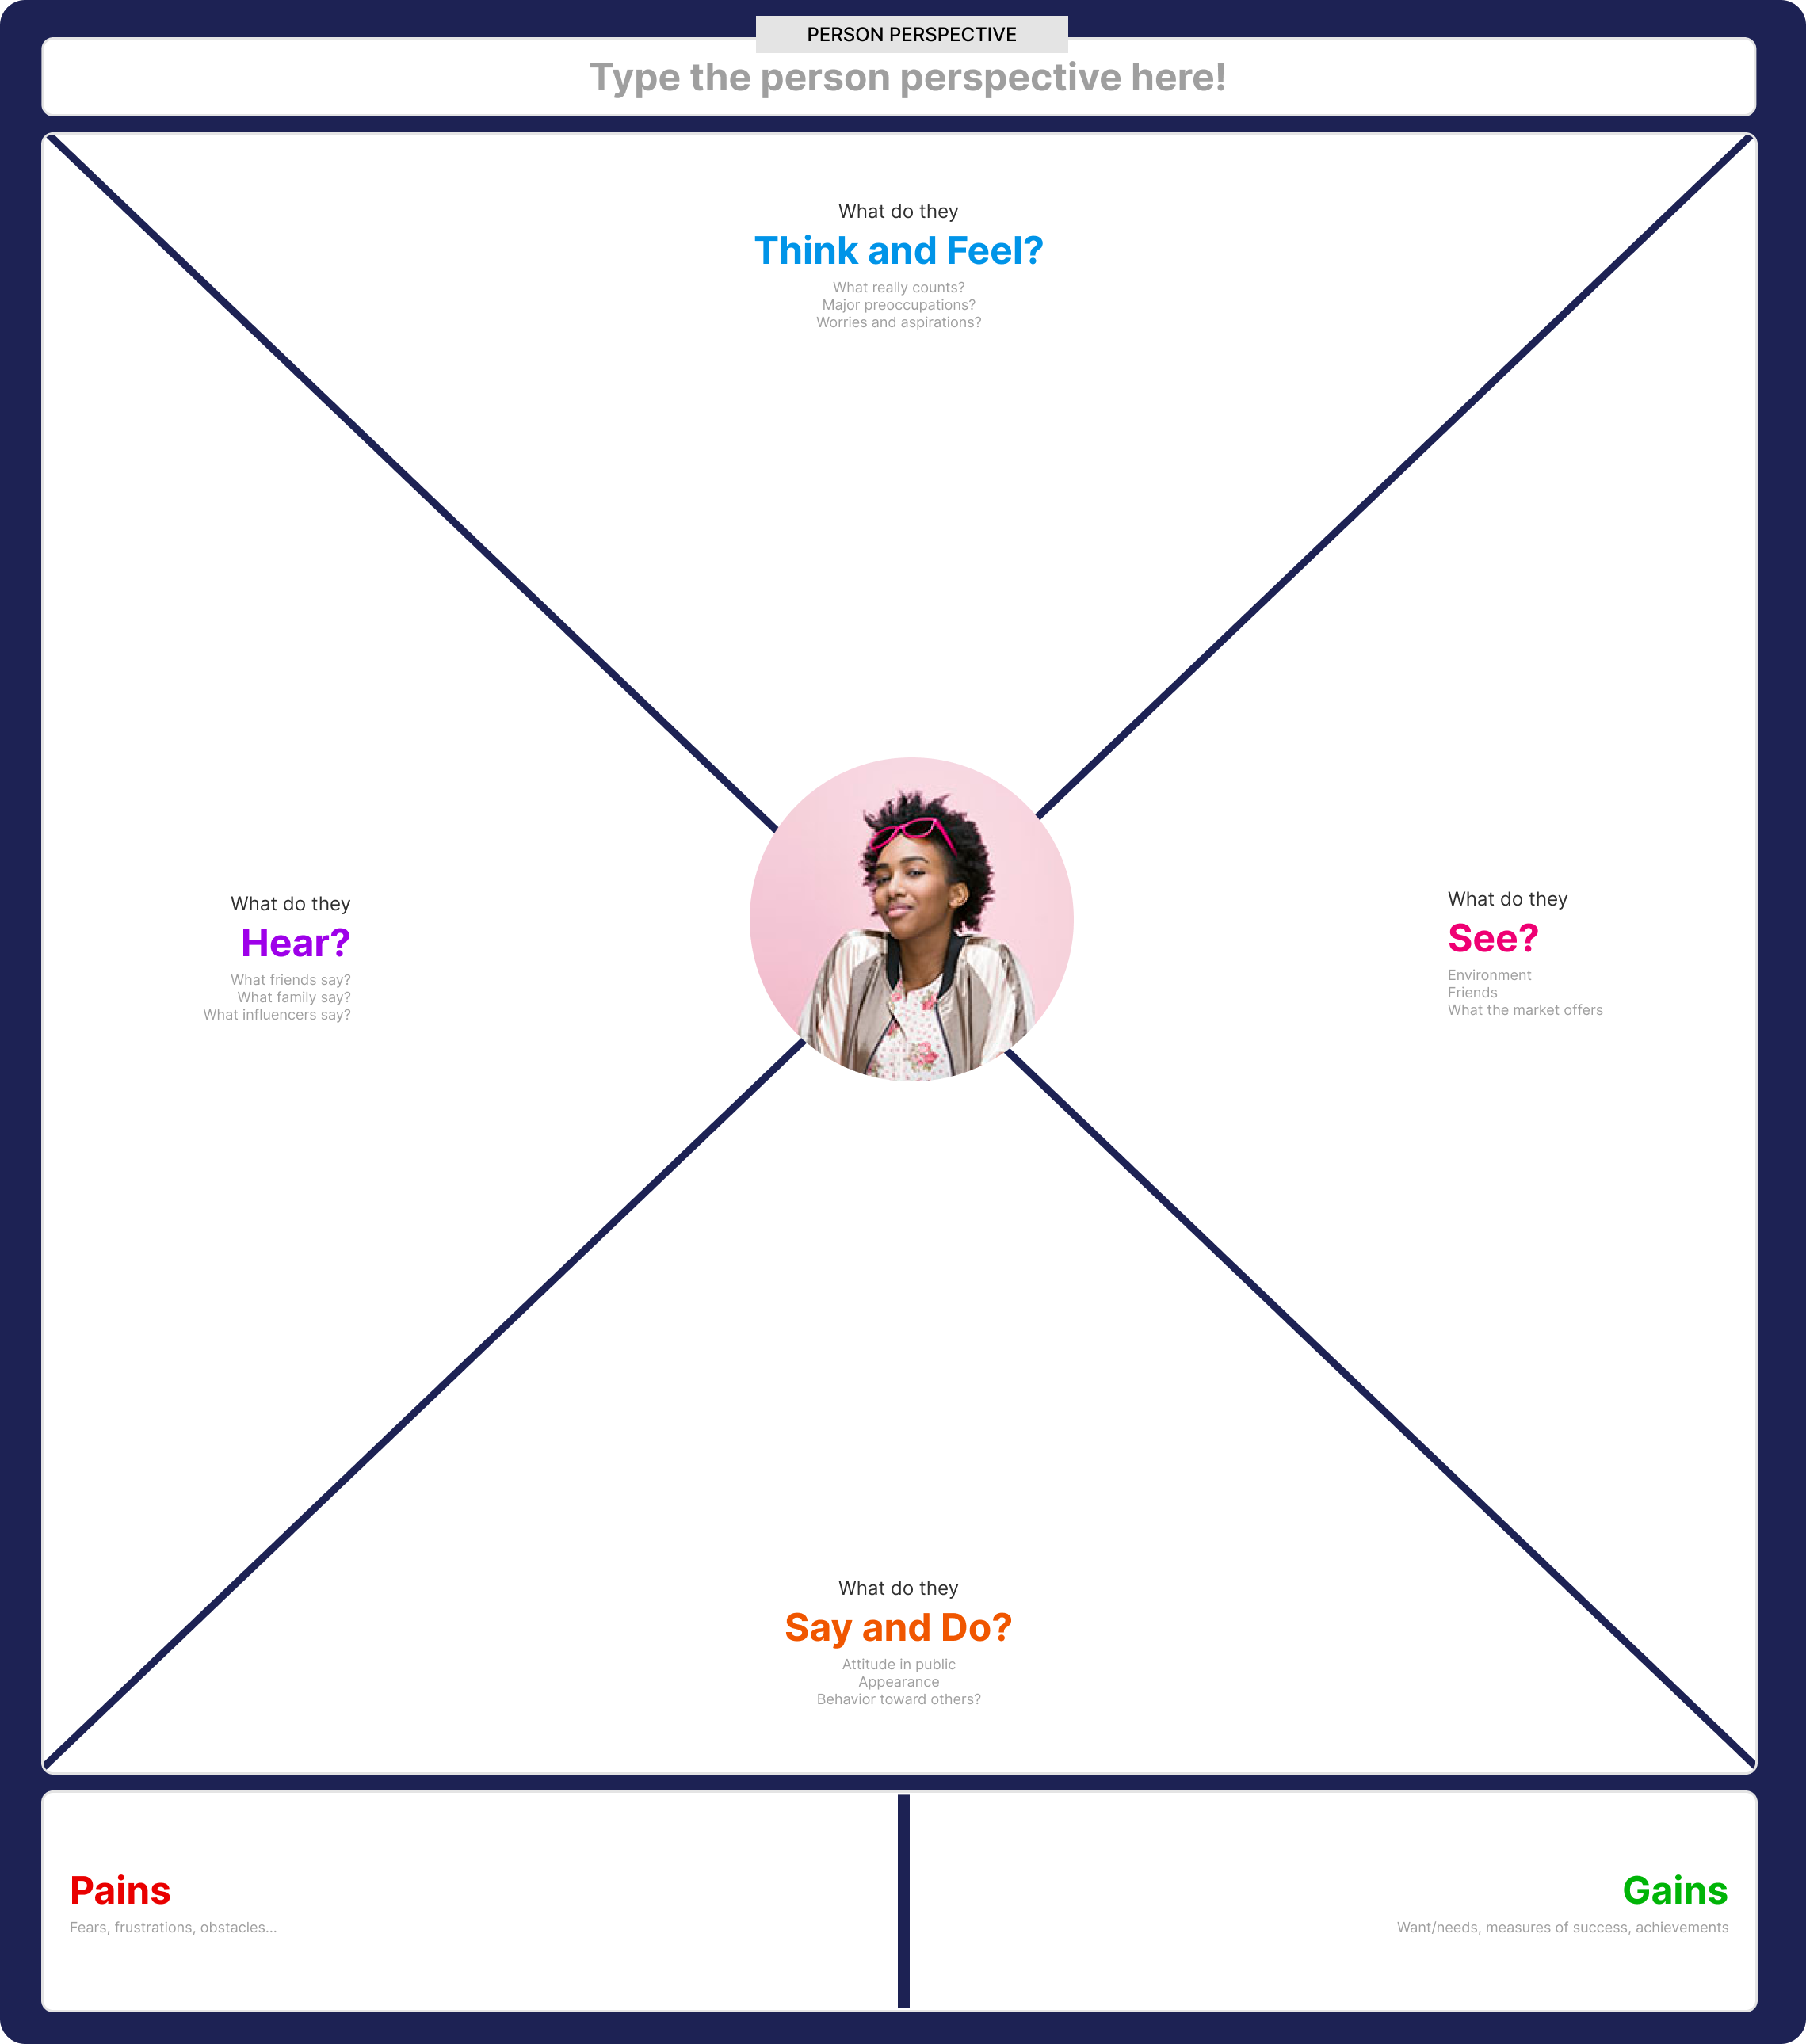 PERSON PERSPECTIVE
Type the person perspective here!
What do they
Think and Feel?
What really counts?
Major preoccupations?
Worries and aspirations?
What do they
Hear?
What friends say?
What family say?
What influencers say?
What do they
See?
Environment
Friends
What the market offers
What do they
Say and Do?
Attitude in public
Appearance
Behavior toward others?
Pains
Fears, frustrations, obstacles...
Gains
Want/needs, measures of success, achievements